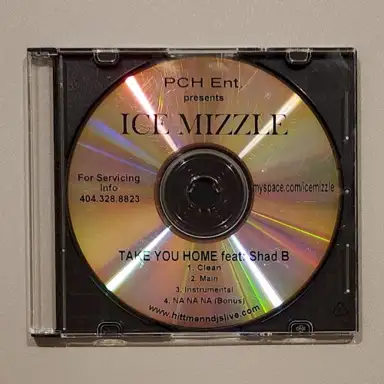 PCH Ent.
presents
ICE MIZZLE
For Servicing
Info
404.328.8823
myspace.com/icemizzle
TAKE YOU HOME feat: Shad B
1. Clean
2. Main
3. Instrumental
4. NA NA NA (Bonus)
www.hittmenndjslive.com